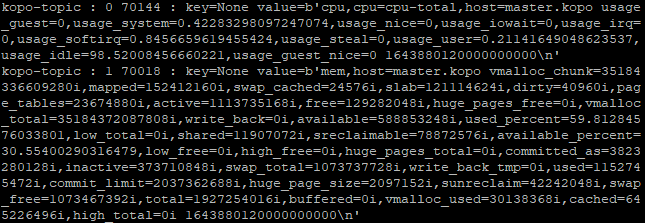 kopo-topic : 0 70144 : key=None value=b'cpu,cpu=cpu-total,host=master.kopo usage
_guest=0,usage_system=0.42283298097247074,usage_nice=0,usage_iowait=0,usage_irq=
0,usage_softirq=0.8456659619455424,usage_steal=0,usage_user=0.21141649048623537,
usage_idle=98.52008456660221,usage_guest_nice=0 1643880120000000000\n'
kopo-topic : 1 70018 : key=None value=b'mem,host=master.kopo vmalloc_chunk=35184
336609280i,mapped=152412160i,swap_cached=24576i,slab=121114624i,dirty=40960i,pag
e_tables=23674880i,active=1113735168i,free=129282048i,huge_pages_free=0i,vmalloc
_total=35184372087808i,write_back=0i,available=588853248i,used_percent=59.812845
76033801,low_total=0i,shared=11907072i,sreclaimable=78872576i,available_percent=
30.55400290316479,low_free=0i,high_free=0i,huge_pages_total=0i,committed_as=3823
280128i,inactive=373710848i,swap_total=1073737728i,write_back_tmp=0i,used=115274
5472i,commit_limit=2037362688i,huge_page_size=2097152i,sunreclaim=42242048i,swap
_free=1073467392i,total=1927254016i,buffered=0i,vmalloc_used=30138368i,cached=64
5226496i,high_total=0i 1643880120000000000\n'